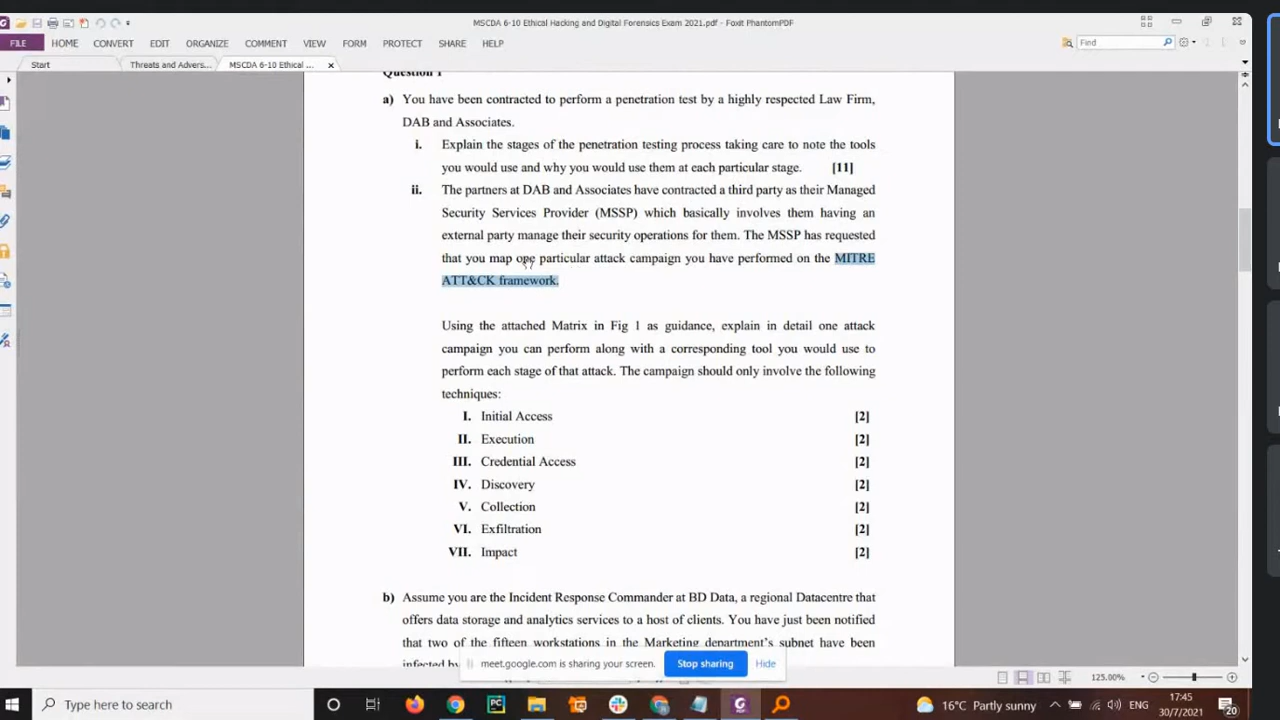 MSCDA 6-10 Ethical Hacking and Digital Forensics Exam 2021.pdf - Foxit PhantomPDF
FILE HOME CONVERT EDIT ORGANIZE COMMENT VIEW FORM PROTECT SHARE HELP
Find
Start Threats and Advers... MSCDA 6-10 Ethical ...
Question 1
a) You have been contracted to perform a penetration test by a highly respected Law Firm,
DAB and Associates.
i. Explain the stages of the penetration testing process taking care to note the tools
you would use and why you would use them at each particular stage. [11]
ii. The partners at DAB and Associates have contracted a third party as their Managed
Security Services Provider (MSSP) which basically involves them having an
external party manage their security operations for them. The MSSP has requested
that you map one particular attack campaign you have performed on the MITRE
ATT&CK framework.
Using the attached Matrix in Fig 1 as guidance, explain in detail one attack
campaign you can perform along with a corresponding tool you would use to
perform each stage of that attack. The campaign should only involve the following
techniques:
I. Initial Access [2]
II. Execution [2]
III. Credential Access [2]
IV. Discovery [2]
V. Collection [2]
VI. Exfiltration [2]
VII. Impact [2]
b) Assume you are the Incident Response Commander at BD Data, a regional Datacentre that
offers data storage and analytics services to a host of clients. You have just been notified
that two of the fifteen workstations in the Marketing department's subnet have been
infected by
meet.google.com is sharing your screen. Stop sharing Hide
125.00%
Type here to search
16°C Partly sunny
ENG
17:45
30/7/2021
20